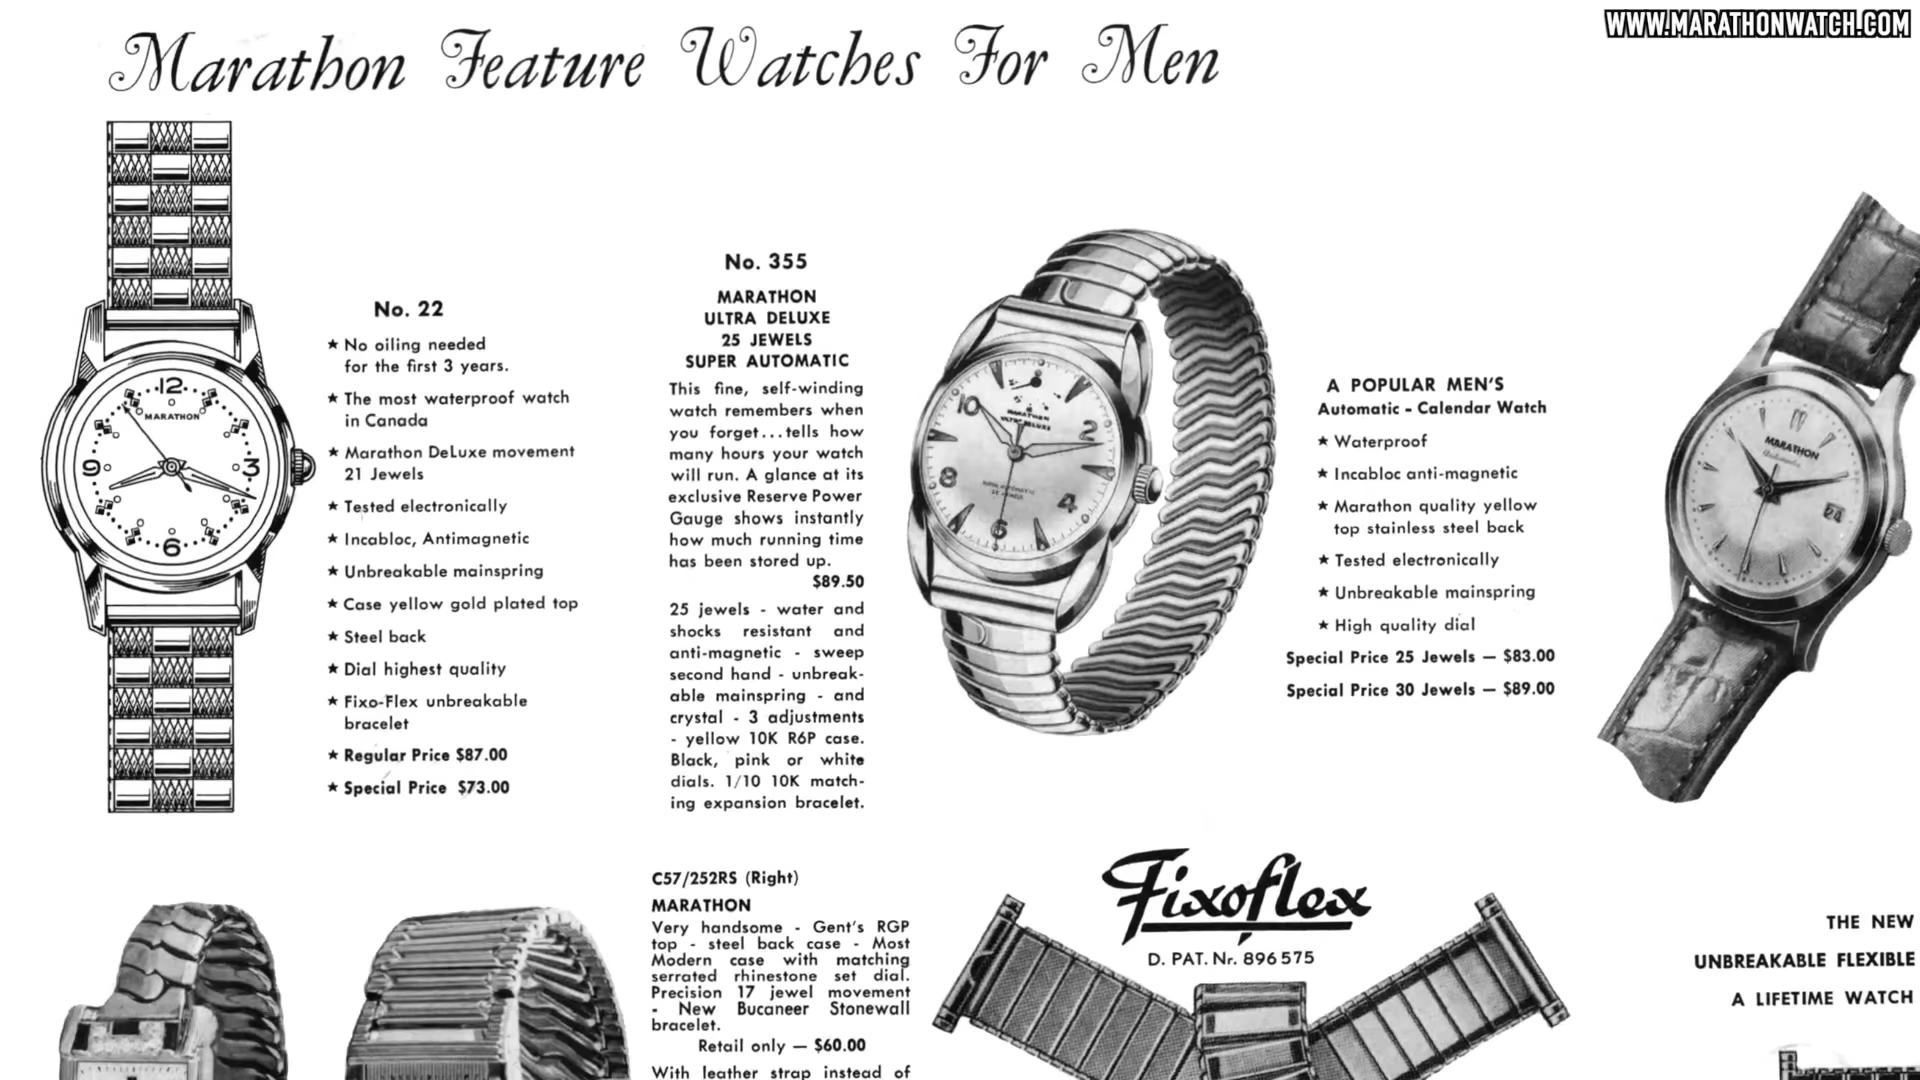 WWW.MARATHONWATCH.COM
Marathon Feature Watches For Men
No. 22
★ No oiling needed
for the first 3 years.
★ The most waterproof watch
in Canada
★ Marathon DeLuxe movement
21 Jewels
★ Tested electronically
★ Incabloc, Antimagnetic
★ Unbreakable mainspring
★ Case yellow gold plated top
★ Steel back
★ Dial highest quality
★ Fixo-Flex unbreakable
bracelet
★ Regular Price $87.00
★ Special Price $73.00
12
MARATHON
9
3
6
No. 355
MARATHON
ULTRA DELUXE
25 JEWELS
SUPER AUTOMATIC
This fine, self-winding
watch remembers when
you forget...tells how
many hours your watch
will run. A glance at its
exclusive Reserve Power
Gauge shows instantly
how much running time
has been stored up.
$89.50
25 jewels - water and
shocks resistant and
anti-magnetic - sweep
second hand - unbreak-
able mainspring - and
crystal - 3 adjustments
- yellow 10K R6P case.
Black, pink or white
dials. 1/10 10K match-
ing expansion bracelet.
10
2
MARATHON
ULTRA DELUXE
8
4
SUPER AUTOMATIC
25 JEWELS
6
A POPULAR MEN'S
Automatic - Calendar Watch
★ Waterproof
★ Incabloc anti-magnetic
★ Marathon quality yellow
top stainless steel back
★ Tested electronically
★ Unbreakable mainspring
★ High quality dial
Special Price 25 Jewels — $83.00
Special Price 30 Jewels — $89.00
MARATHON
Automatic
24
C57/252RS (Right)
MARATHON
Very handsome - Gent's RGP
top - steel back case - Most
Modern case with matching
serrated rhinestone set dial.
Precision 17 jewel movement
- New Bucaneer Stonewall
bracelet.
Retail only — $60.00
With leather strap instead of
Fixoflex
D. PAT. Nr. 896 575
THE NEW
UNBREAKABLE FLEXIBLE
A LIFETIME WATCH